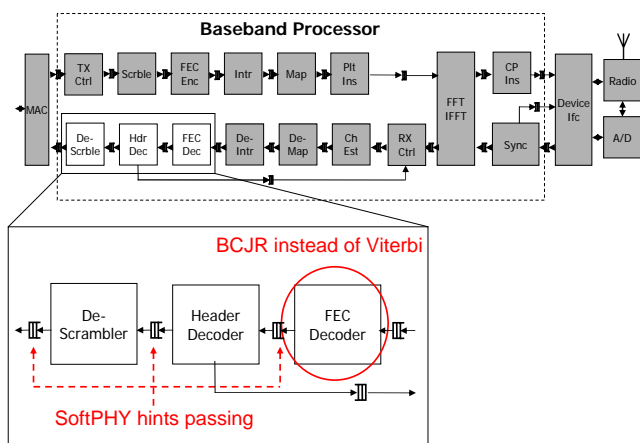 Baseband Processor
TX
Ctrl
Scrble
FEC
Enc
Intr
Map
Plt
Ins
CP
Ins
MAC
FFT
IFFT
Device
Ifc
Radio
De-
Scrble
Hdr
Dec
FEC
Dec
De-
Intr
De-
Map
Ch
Est
RX
Ctrl
Sync
A/D
BCJR instead of Viterbi
De-
Scrambler
Header
Decoder
FEC
Decoder
SoftPHY hints passing